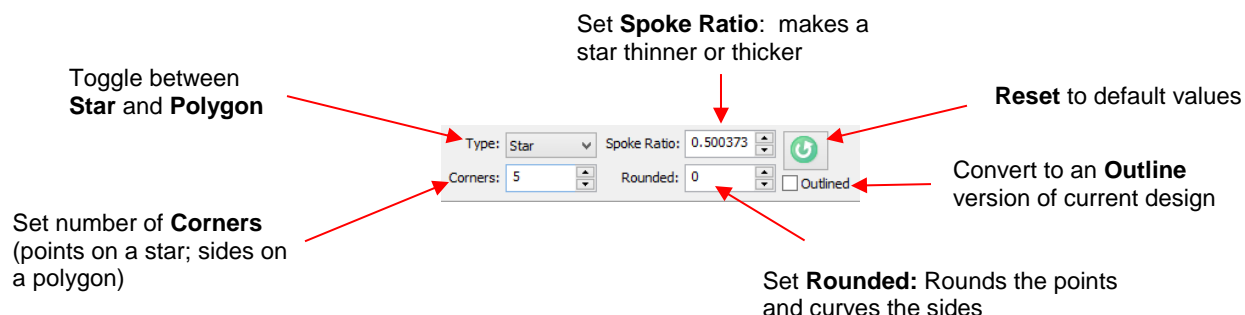 Set Spoke Ratio:  makes a
star thinner or thicker
Toggle between
Star and Polygon
Reset to default values
Type: Star Spoke Ratio: 0.500373
Corners: 5 Rounded: 0 Outlined
Convert to an Outline
version of current design
Set number of Corners
(points on a star; sides on
a polygon)
Set Rounded: Rounds the points
and curves the sides